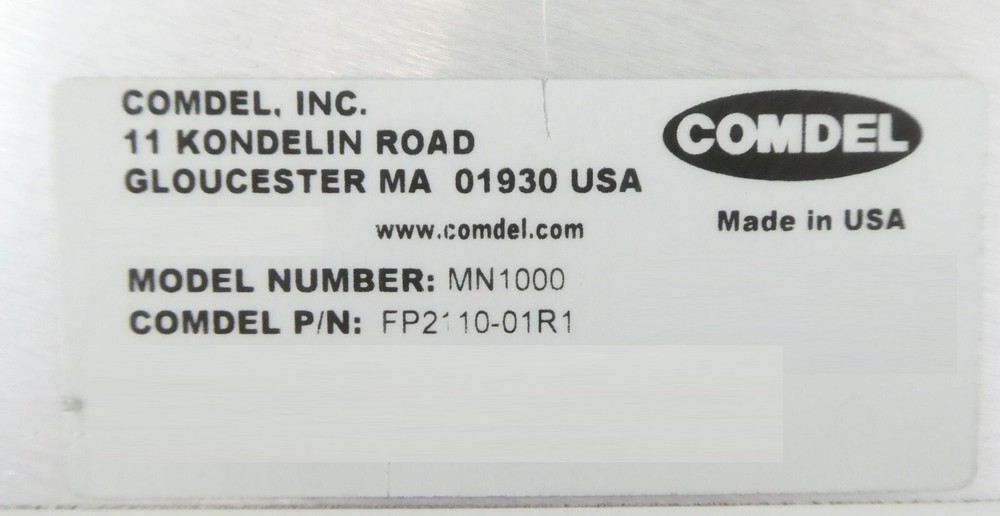 COMDEL, INC.
11 KONDELIN ROAD
GLOUCESTER MA 01930 USA
COMDEL
www.comdel.com
Made in USA
MODEL NUMBER: MN1000
COMDEL P/N: FP2110-01R1